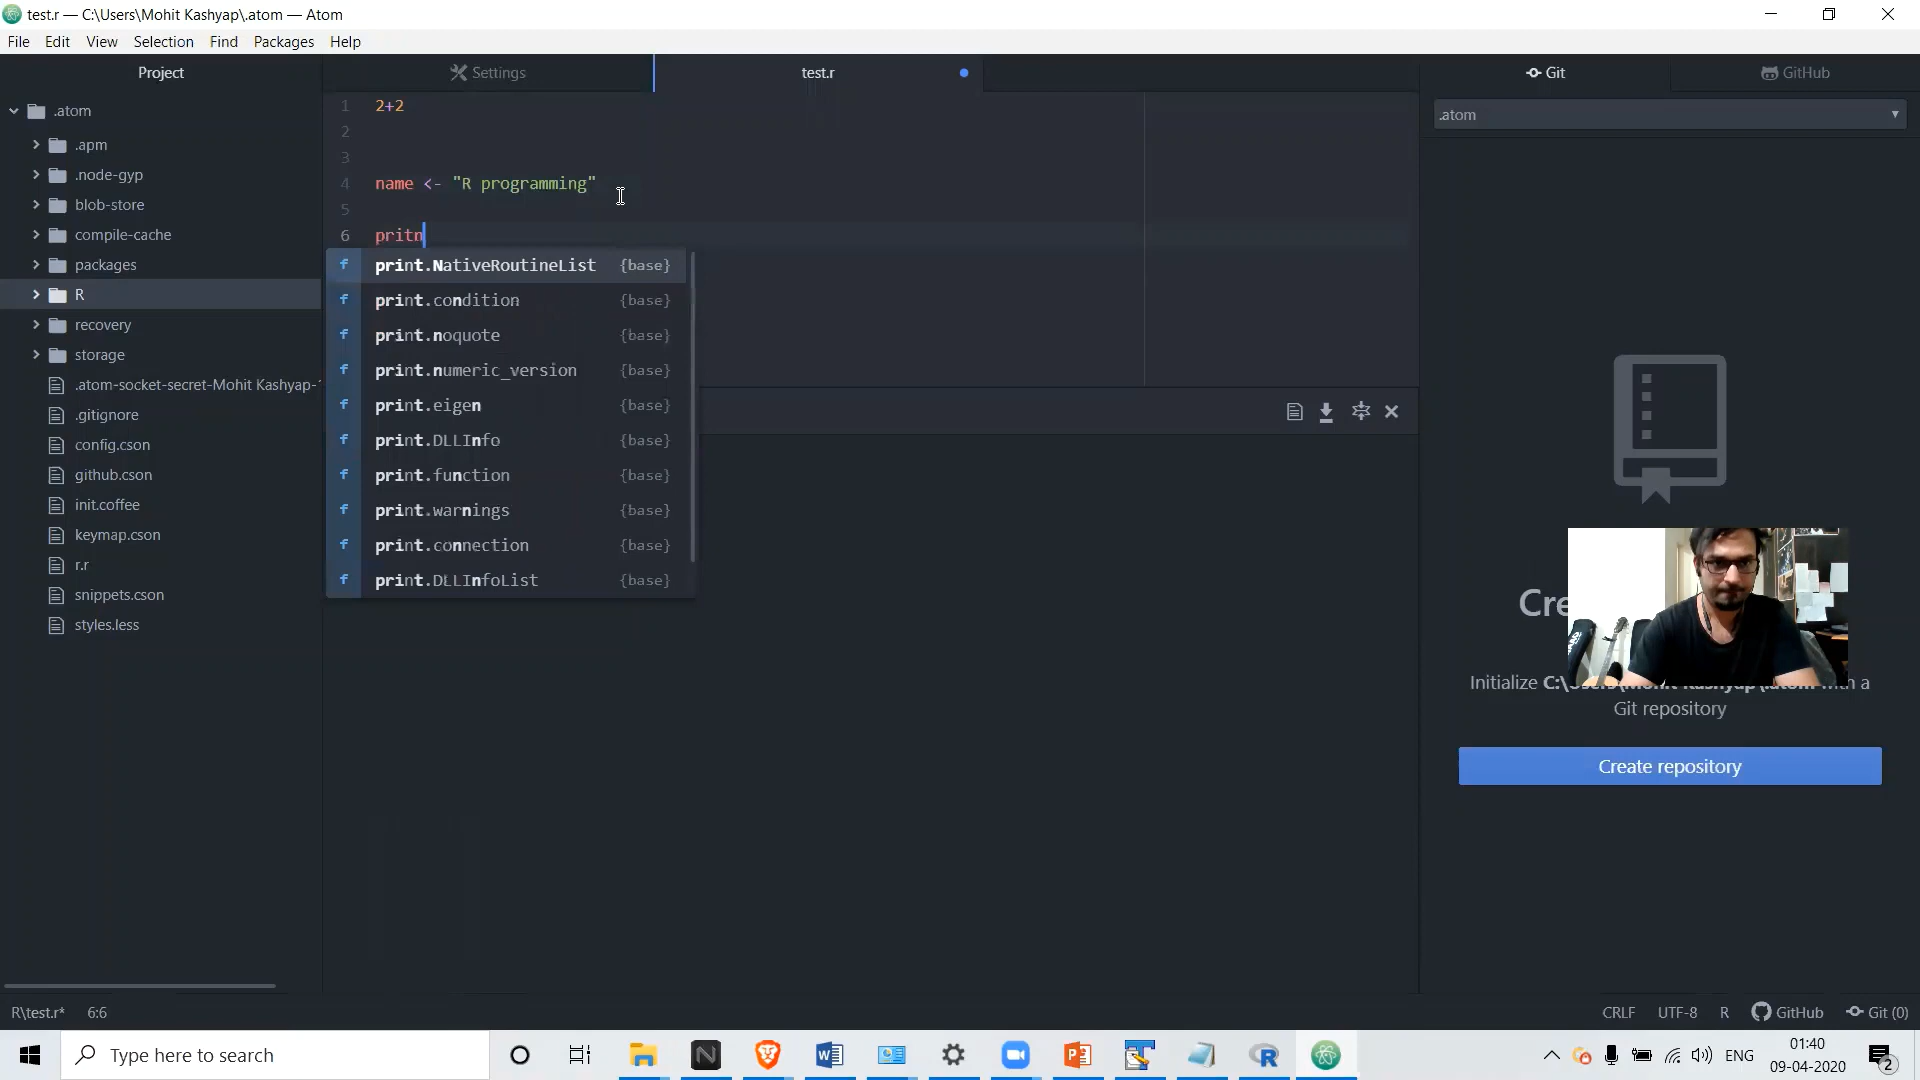 test.r — C:\Users\Mohit Kashyap\.atom — Atom
File Edit View Selection Find Packages Help
Project
Settings
test.r
Git
GitHub
.atom
.apm
.node-gyp
blob-store
compile-cache
packages
R
recovery
storage
.atom-socket-secret-Mohit Kashyap-
.gitignore
config.cson
github.cson
init.coffee
keymap.cson
r.r
snippets.cson
styles.less
1 2+2
2
3
4 name <- "R programming"
5
6 pritn
f print.NativeRoutineList {base}
f print.condition {base}
f print.noquote {base}
f print.numeric_version {base}
f print.eigen {base}
f print.DLLInfo {base}
f print.function {base}
f print.warnings {base}
f print.connection {base}
f print.DLLInfoList {base}
.atom
Cre
Initialize C:\Users\Mohit Kashyap\.atom with a
Git repository
Create repository
R\test.r* 6:6
CRLF UTF-8 R GitHub Git (0)
Type here to search
ENG
01:40
09-04-2020
2